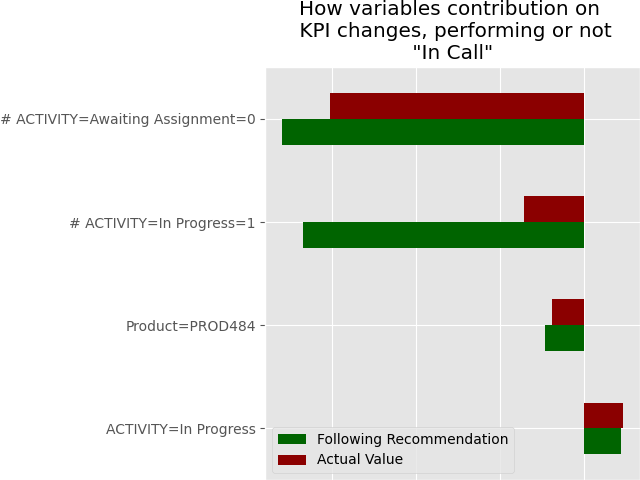 How variables contribution on
KPI changes, performing or not
"In Call"
# ACTIVITY=Awaiting Assignment=0
# ACTIVITY=In Progress=1
Product=PROD484
ACTIVITY=In Progress
Following Recommendation
Actual Value